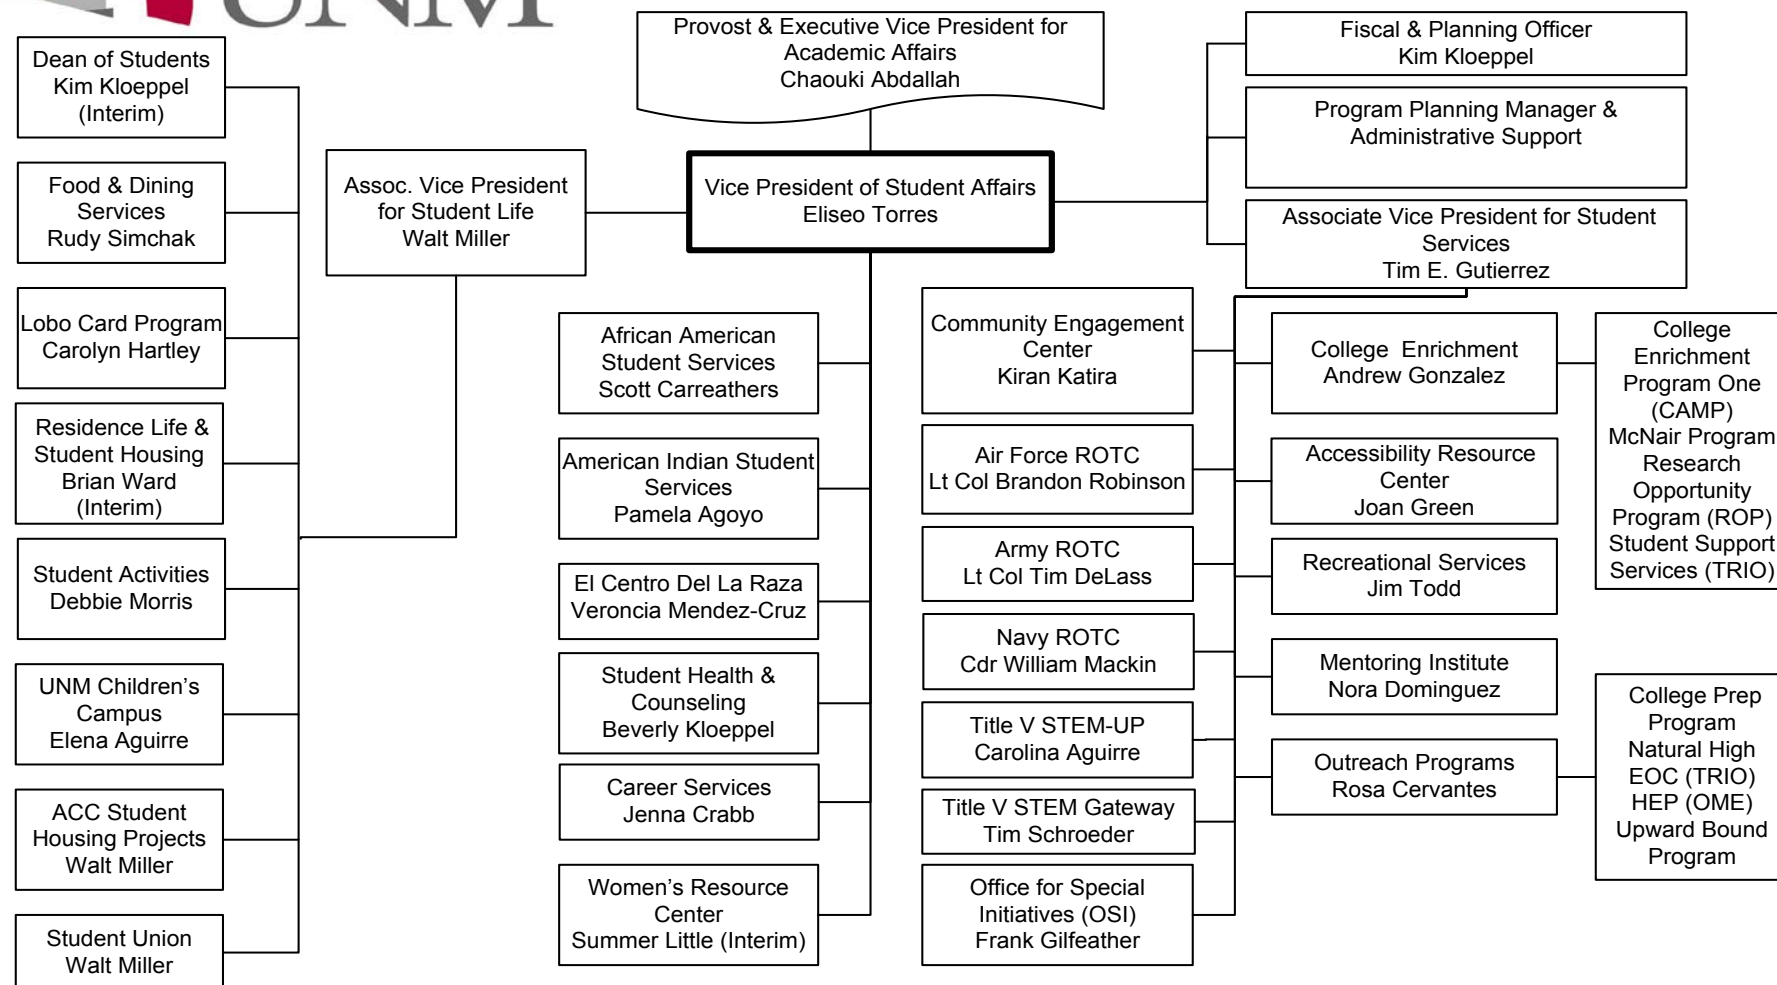 UNM
Provost & Executive Vice President for
Academic Affairs
Chaouki Abdallah
Fiscal & Planning Officer
Kim Kloeppel
Program Planning Manager &
Administrative Support
Associate Vice President for Student
Services
Tim E. Gutierrez
Vice President of Student Affairs
Eliseo Torres
Assoc. Vice President
for Student Life
Walt Miller
Dean of Students
Kim Kloeppel
(Interim)
Food & Dining
Services
Rudy Simchak
Lobo Card Program
Carolyn Hartley
Residence Life &
Student Housing
Brian Ward
(Interim)
Student Activities
Debbie Morris
UNM Children’s
Campus
Elena Aguirre
ACC Student
Housing Projects
Walt Miller
Student Union
Walt Miller
African American
Student Services
Scott Carreathers
American Indian Student
Services
Pamela Agoyo
El Centro Del La Raza
Veroncia Mendez-Cruz
Student Health &
Counseling
Beverly Kloeppel
Career Services
Jenna Crabb
Women’s Resource
Center
Summer Little (Interim)
Community Engagement
Center
Kiran Katira
Air Force ROTC
Lt Col Brandon Robinson
Army ROTC
Lt Col Tim DeLass
Navy ROTC
Cdr William Mackin
Title V STEM-UP
Carolina Aguirre
Title V STEM Gateway
Tim Schroeder
Office for Special
Initiatives (OSI)
Frank Gilfeather
College Enrichment
Andrew Gonzalez
Accessibility Resource
Center
Joan Green
Recreational Services
Jim Todd
Mentoring Institute
Nora Dominguez
Outreach Programs
Rosa Cervantes
College
Enrichment
Program One
(CAMP)
McNair Program
Research
Opportunity
Program (ROP)
Student Support
Services (TRIO)
College Prep
Program
Natural High
EOC (TRIO)
HEP (OME)
Upward Bound
Program